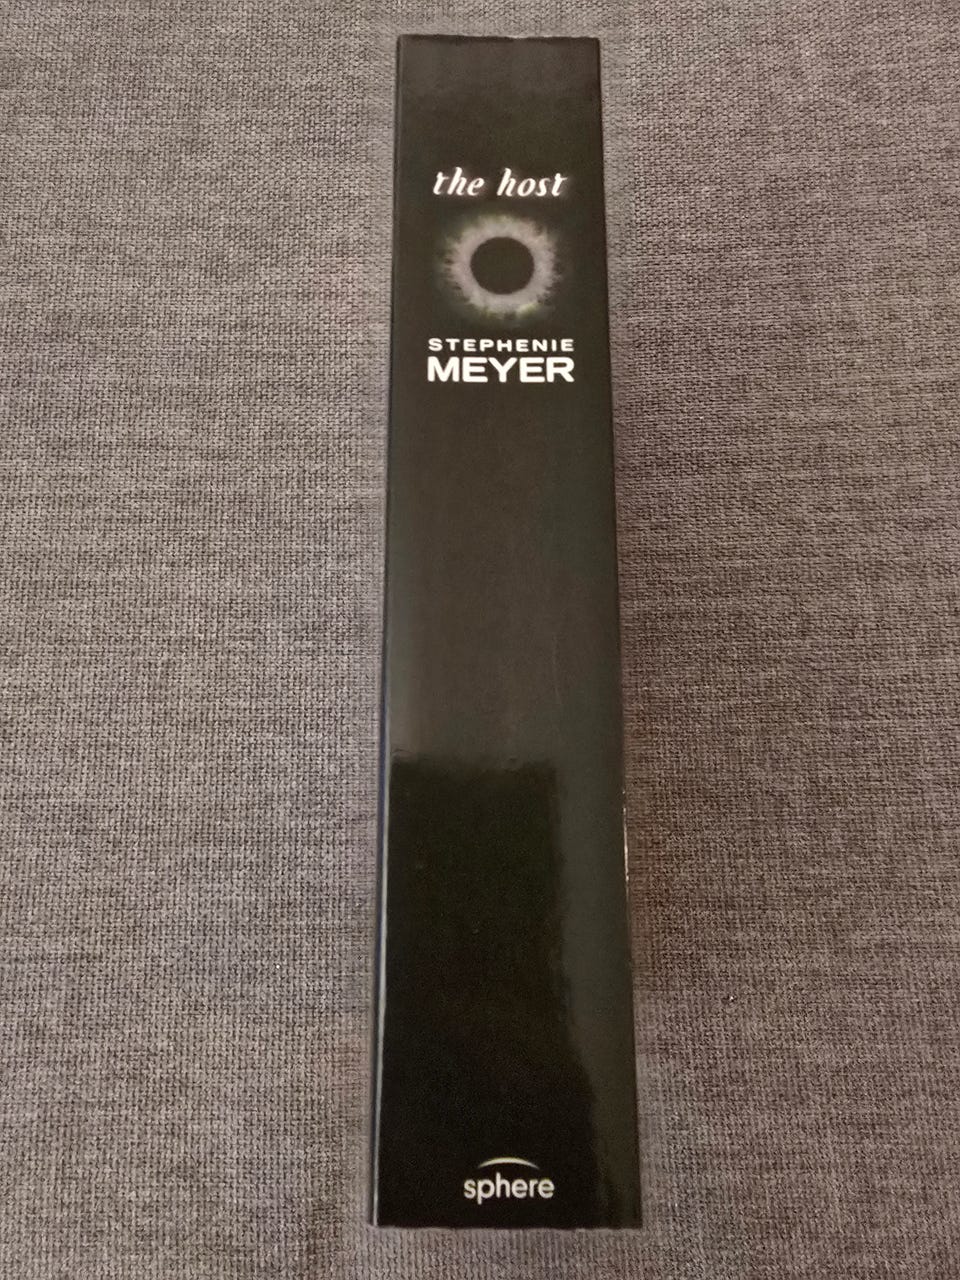 the host
STEPHENIE
MEYER
sphere